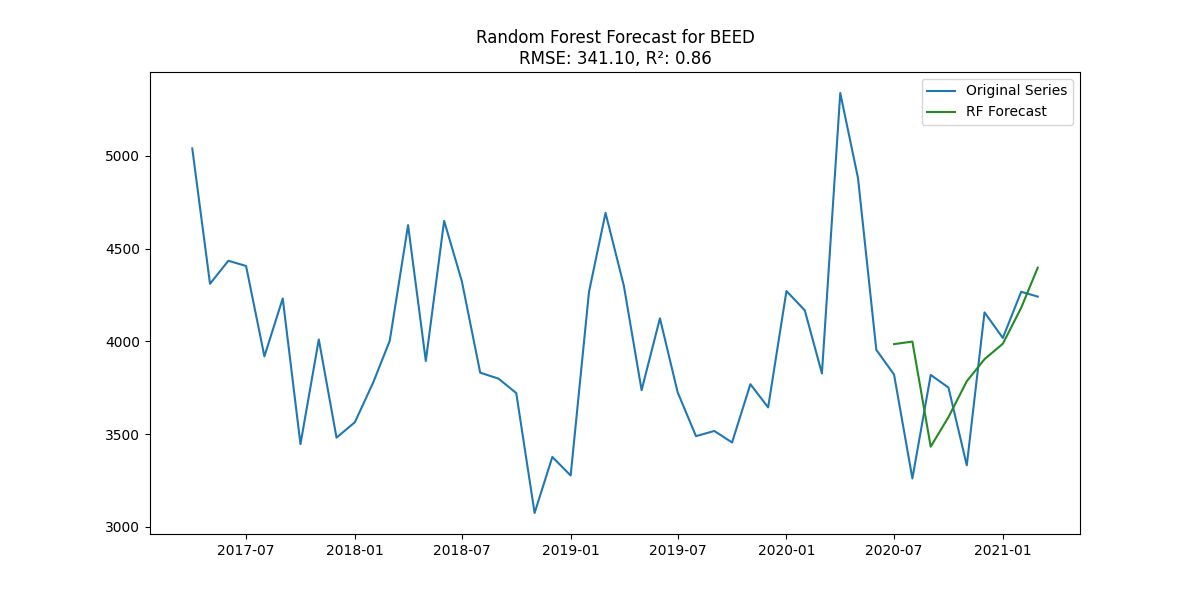 Random Forest Forecast for BEED
RMSE: 341.10, R²: 0.86
Original Series
RF Forecast
5000
4500
4000
3500
3000
2017-07 2018-01 2018-07 2019-01 2019-07 2020-01 2020-07 2021-01